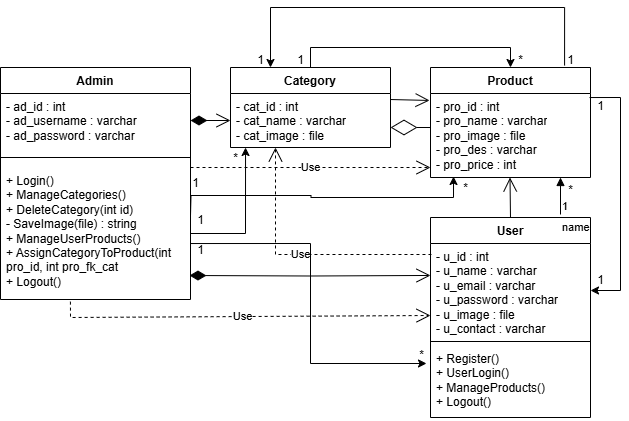 1
1
*
1
Admin
- ad_id : int
- ad_username : varchar
- ad_password : varchar
+ Login()
+ ManageCategories()
+ DeleteCategory(int id)
- SaveImage(file) : string
+ ManageUserProducts()
+ AssignCategoryToProduct(int
pro_id, int pro_fk_cat
+ Logout()
Category
- cat_id : int
- cat_name : varchar
- cat_image : file
Product
- pro_id : int
- pro_name : varchar
- pro_image : file
- pro_des : varchar
- pro_price : int
1
*
Use
1
*
*
1
1
name
1
Use
1
Use
*
User
- u_id : int
- u_name : varchar
- u_email : varchar
- u_password : varchar
- u_image : file
- u_contact : varchar
+ Register()
+ UserLogin()
+ ManageProducts()
+ Logout()